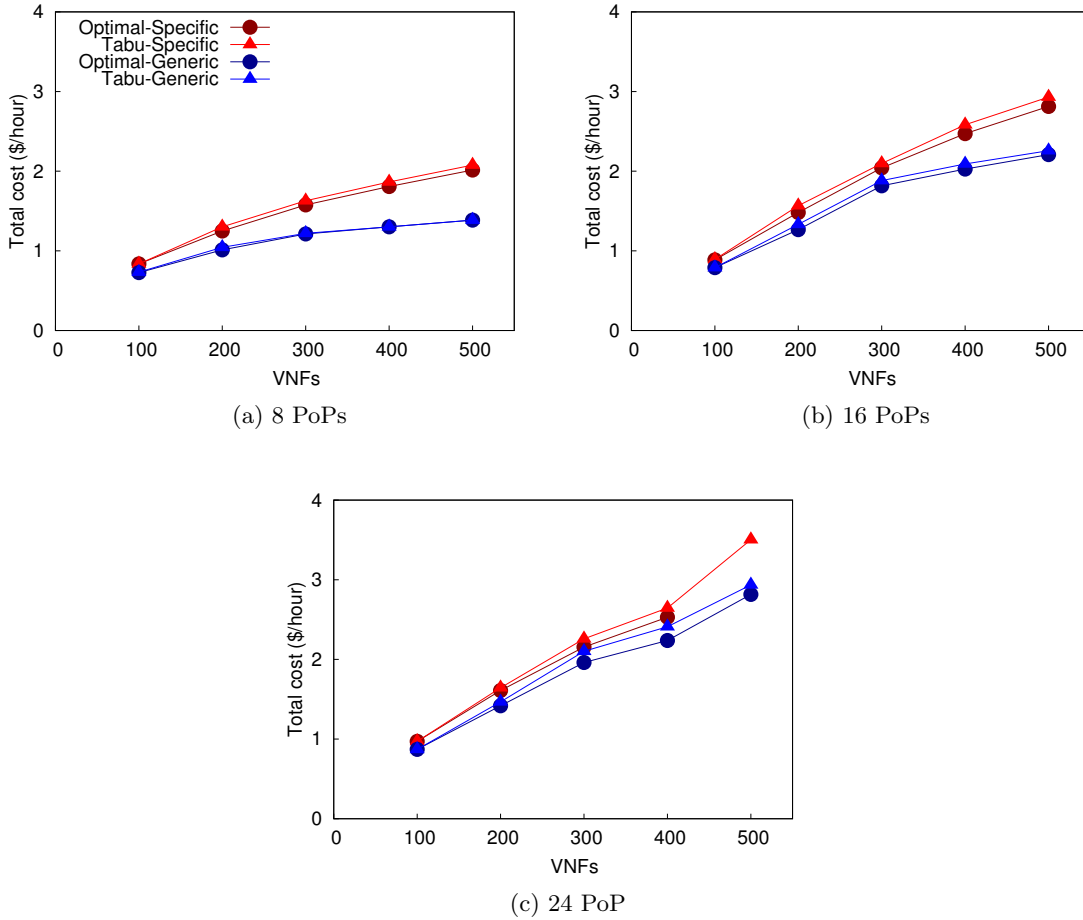 Optimal-Specific
Tabu-Specific
Optimal-Generic
Tabu-Generic
Total cost ($/hour)
4
3
2
1
0
0 100 200 300 400 500
VNFs
(a) 8 PoPs
Total cost ($/hour)
4
3
2
1
0
0 100 200 300 400 500
VNFs
(b) 16 PoPs
Total cost ($/hour)
4
3
2
1
0
0 100 200 300 400 500
VNFs
(c) 24 PoP